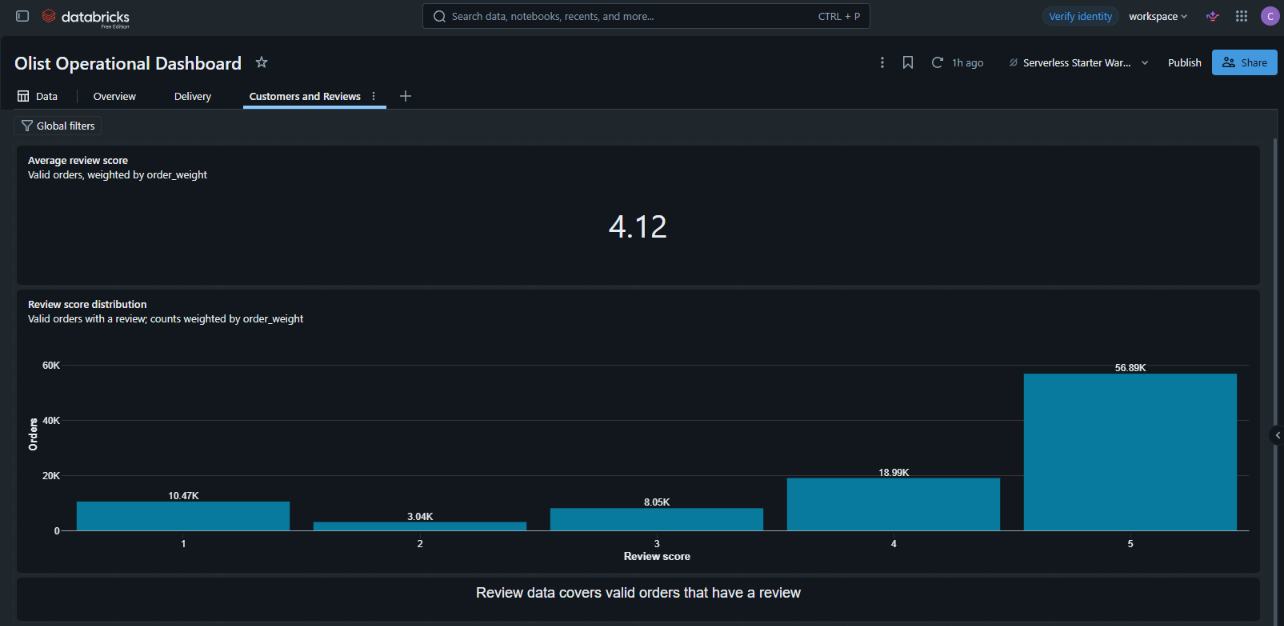 databricks
Free Edition
Search data, notebooks, recents, and more...
CTRL + P
Verify identity
workspace
C
Olist Operational Dashboard
1h ago
Serverless Starter War...
Publish
Share
Data
Overview
Delivery
Customers and Reviews
Global filters
Average review score
Valid orders, weighted by order_weight
4.12
Review score distribution
Valid orders with a review; counts weighted by order_weight
60K
40K
20K
0
Orders
10.47K
3.04K
8.05K
18.99K
56.89K
1
2
3
4
5
Review score
Review data covers valid orders that have a review